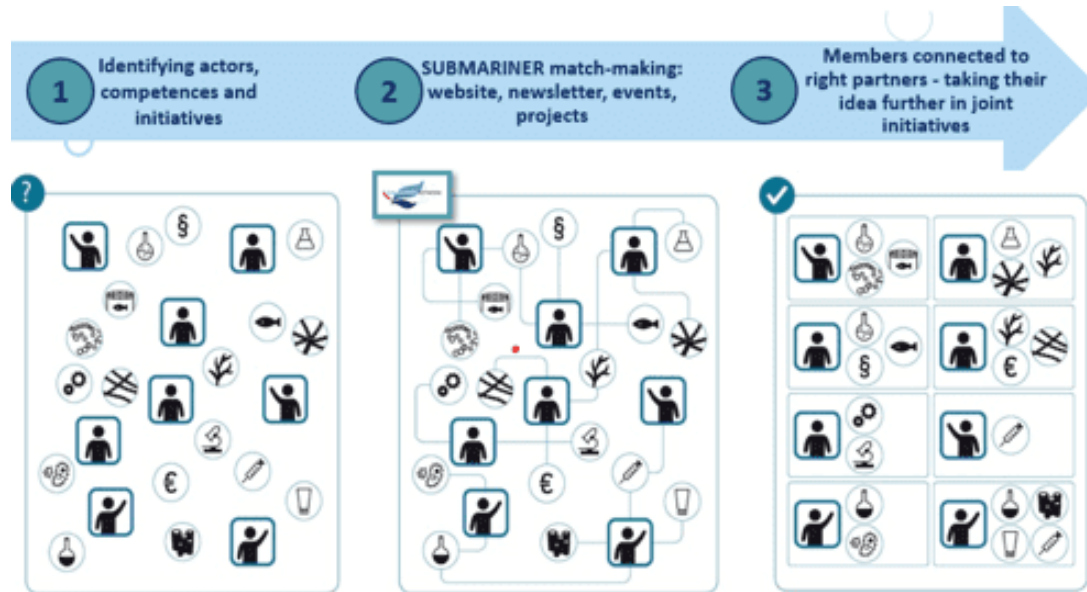 1
Identifying actors,
competences and
initiatives
2
SUBMARINER match-making:
website, newsletter, events,
projects
3
Members connected to
right partners - taking their
idea further in joint
initiatives
?
§
€
§
€
§
€